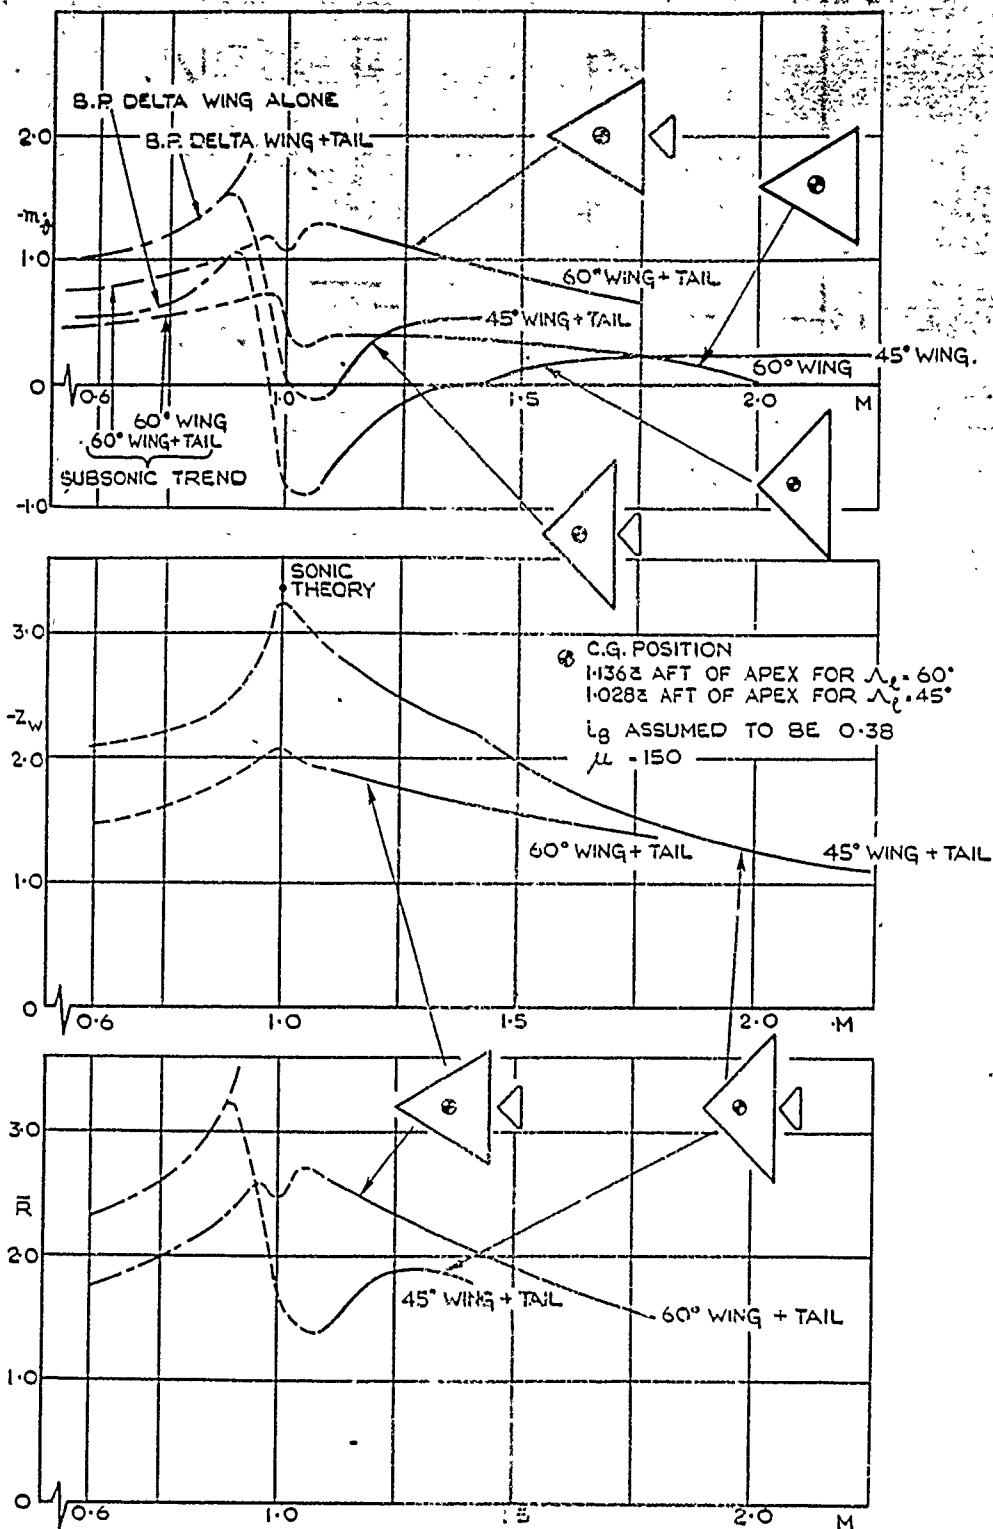 B.P. DELTA WING ALONE
B.P. DELTA WING + TAIL
2.0
1.0
0
-1.0
60° WING + TAIL
45° WING + TAIL
60° WING
45° WING.
0.6
1.0
1.5
2.0
M
60° WING
60° WING + TAIL
SUBSONIC TREND
SONIC THEORY
3.0
-Zw
2.0
1.0
0
C.G. POSITION
1.136c̄ AFT OF APEX FOR Λℓ = 60°
1.028c̄ AFT OF APEX FOR Λℓ = 45°
iB ASSUMED TO BE 0.38
μ = 150
60° WING + TAIL
45° WING + TAIL
0.6
1.0
1.5
2.0
M
3.0
R̄
2.0
1.0
0
45° WING + TAIL
60° WING + TAIL
0.6
1.0
2.0
M